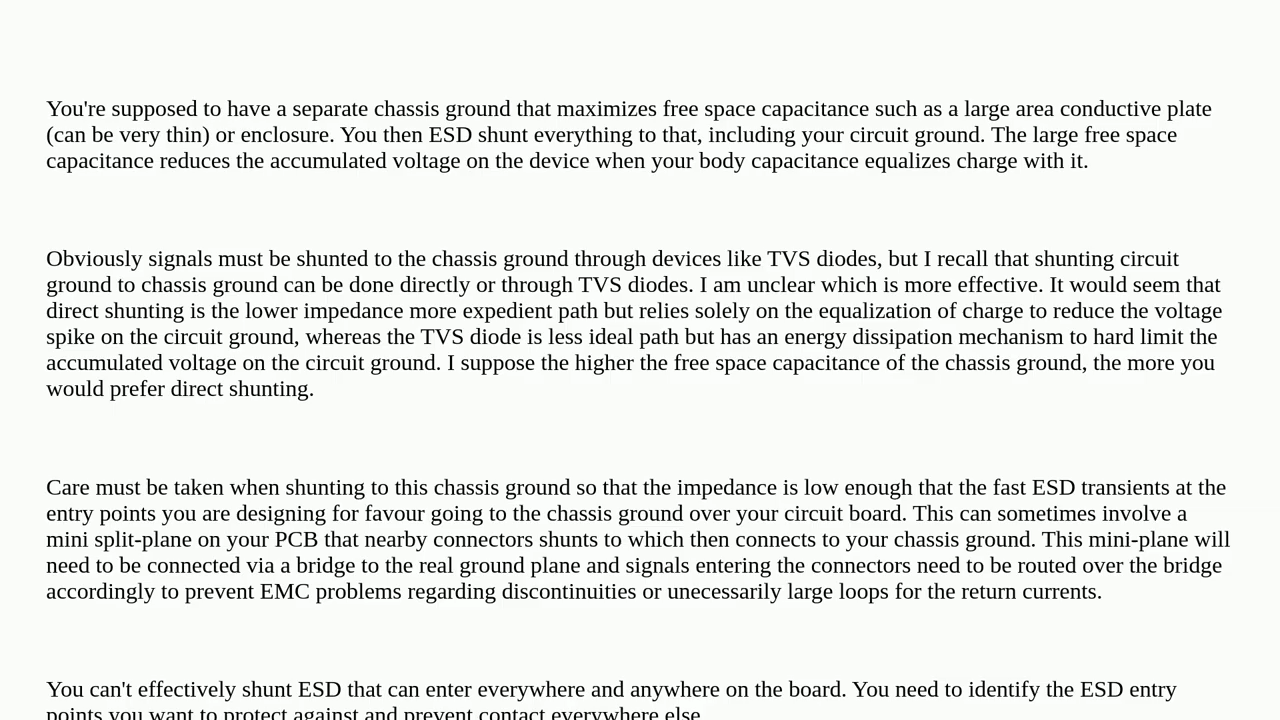 You're supposed to have a separate chassis ground that maximizes free space capacitance such as a large area conductive plate
(can be very thin) or enclosure. You then ESD shunt everything to that, including your circuit ground. The large free space
capacitance reduces the accumulated voltage on the device when your body capacitance equalizes charge with it.
Obviously signals must be shunted to the chassis ground through devices like TVS diodes, but I recall that shunting circuit
ground to chassis ground can be done directly or through TVS diodes. I am unclear which is more effective. It would seem that
direct shunting is the lower impedance more expedient path but relies solely on the equalization of charge to reduce the voltage
spike on the circuit ground, whereas the TVS diode is less ideal path but has an energy dissipation mechanism to hard limit the
accumulated voltage on the circuit ground. I suppose the higher the free space capacitance of the chassis ground, the more you
would prefer direct shunting.
Care must be taken when shunting to this chassis ground so that the impedance is low enough that the fast ESD transients at the
entry points you are designing for favour going to the chassis ground over your circuit board. This can sometimes involve a
mini split-plane on your PCB that nearby connectors shunts to which then connects to your chassis ground. This mini-plane will
need to be connected via a bridge to the real ground plane and signals entering the connectors need to be routed over the bridge
accordingly to prevent EMC problems regarding discontinuities or unecessarily large loops for the return currents.
You can't effectively shunt ESD that can enter everywhere and anywhere on the board. You need to identify the ESD entry
points you want to protect against and prevent contact everywhere else.